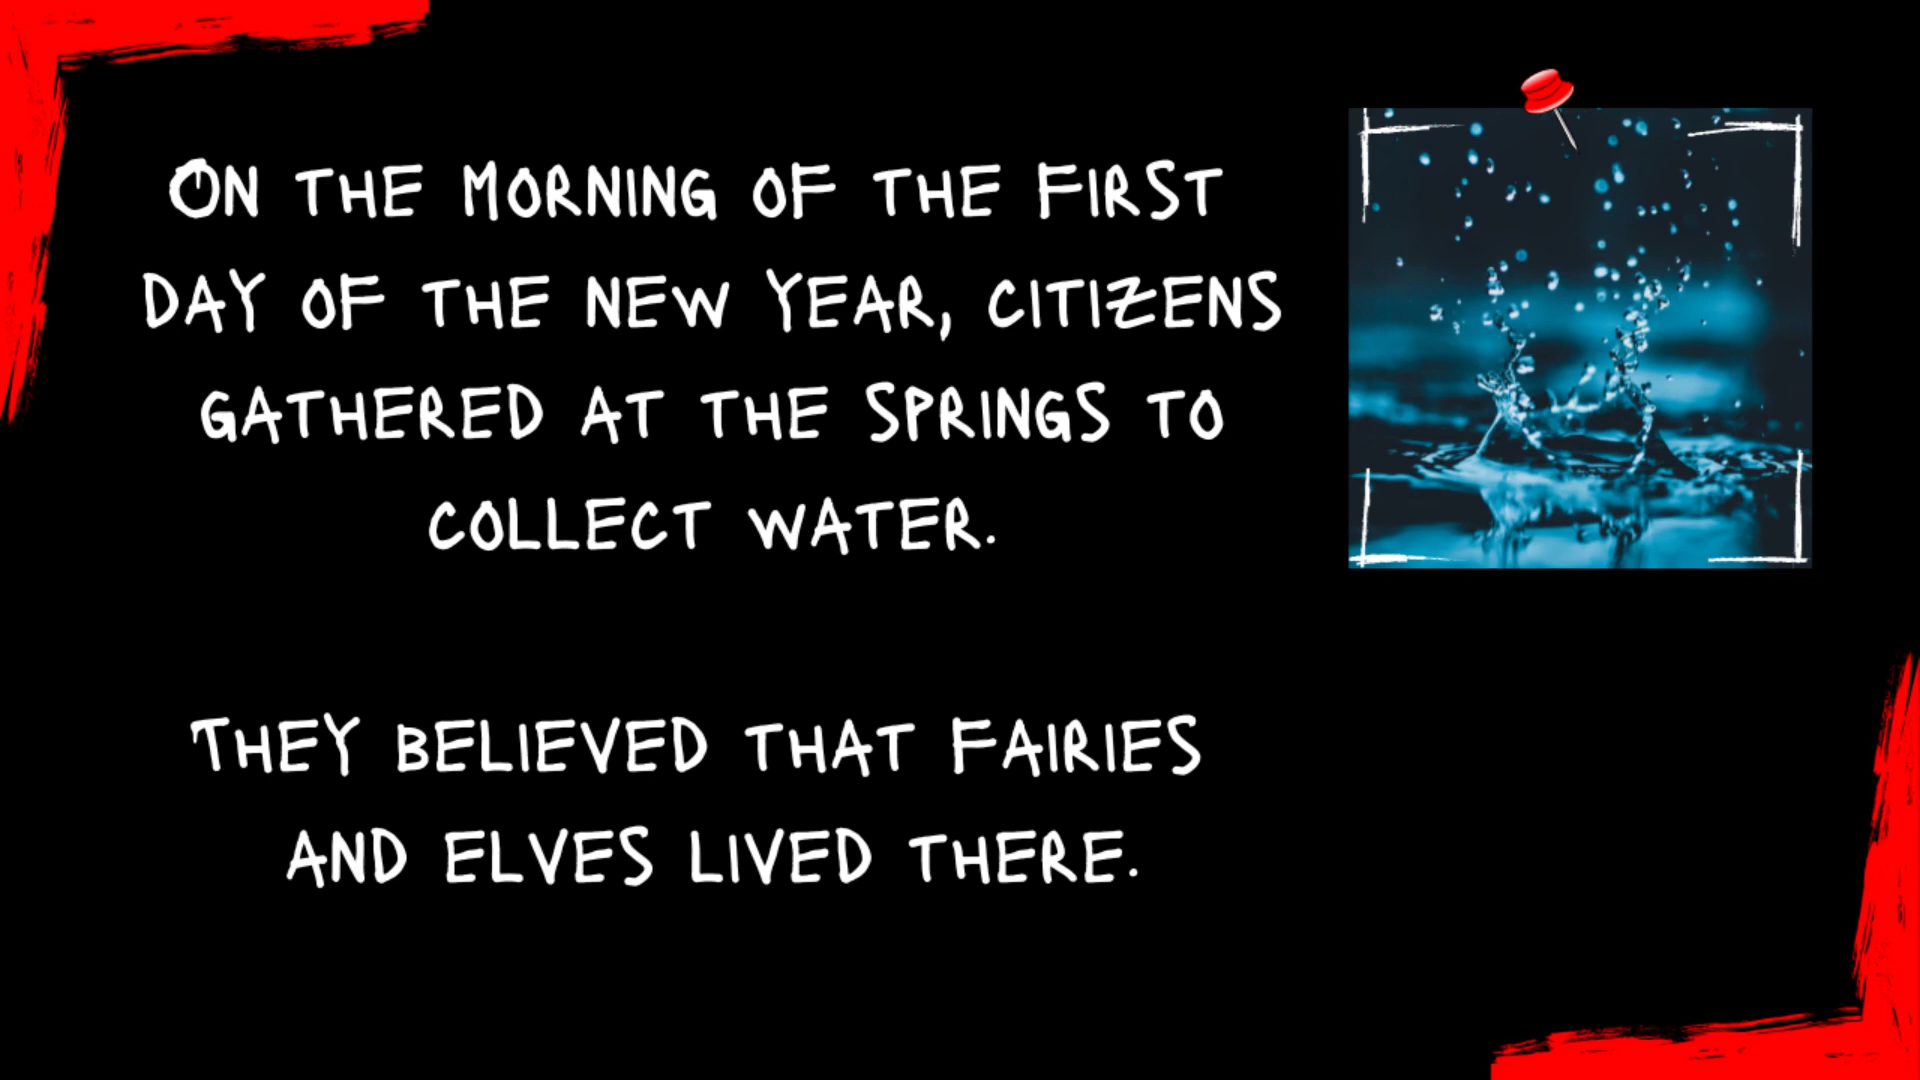 On the morning of the first
day of the New Year, citizens
gathered at the springs to
collect water.
They believed that fairies
and elves lived there.